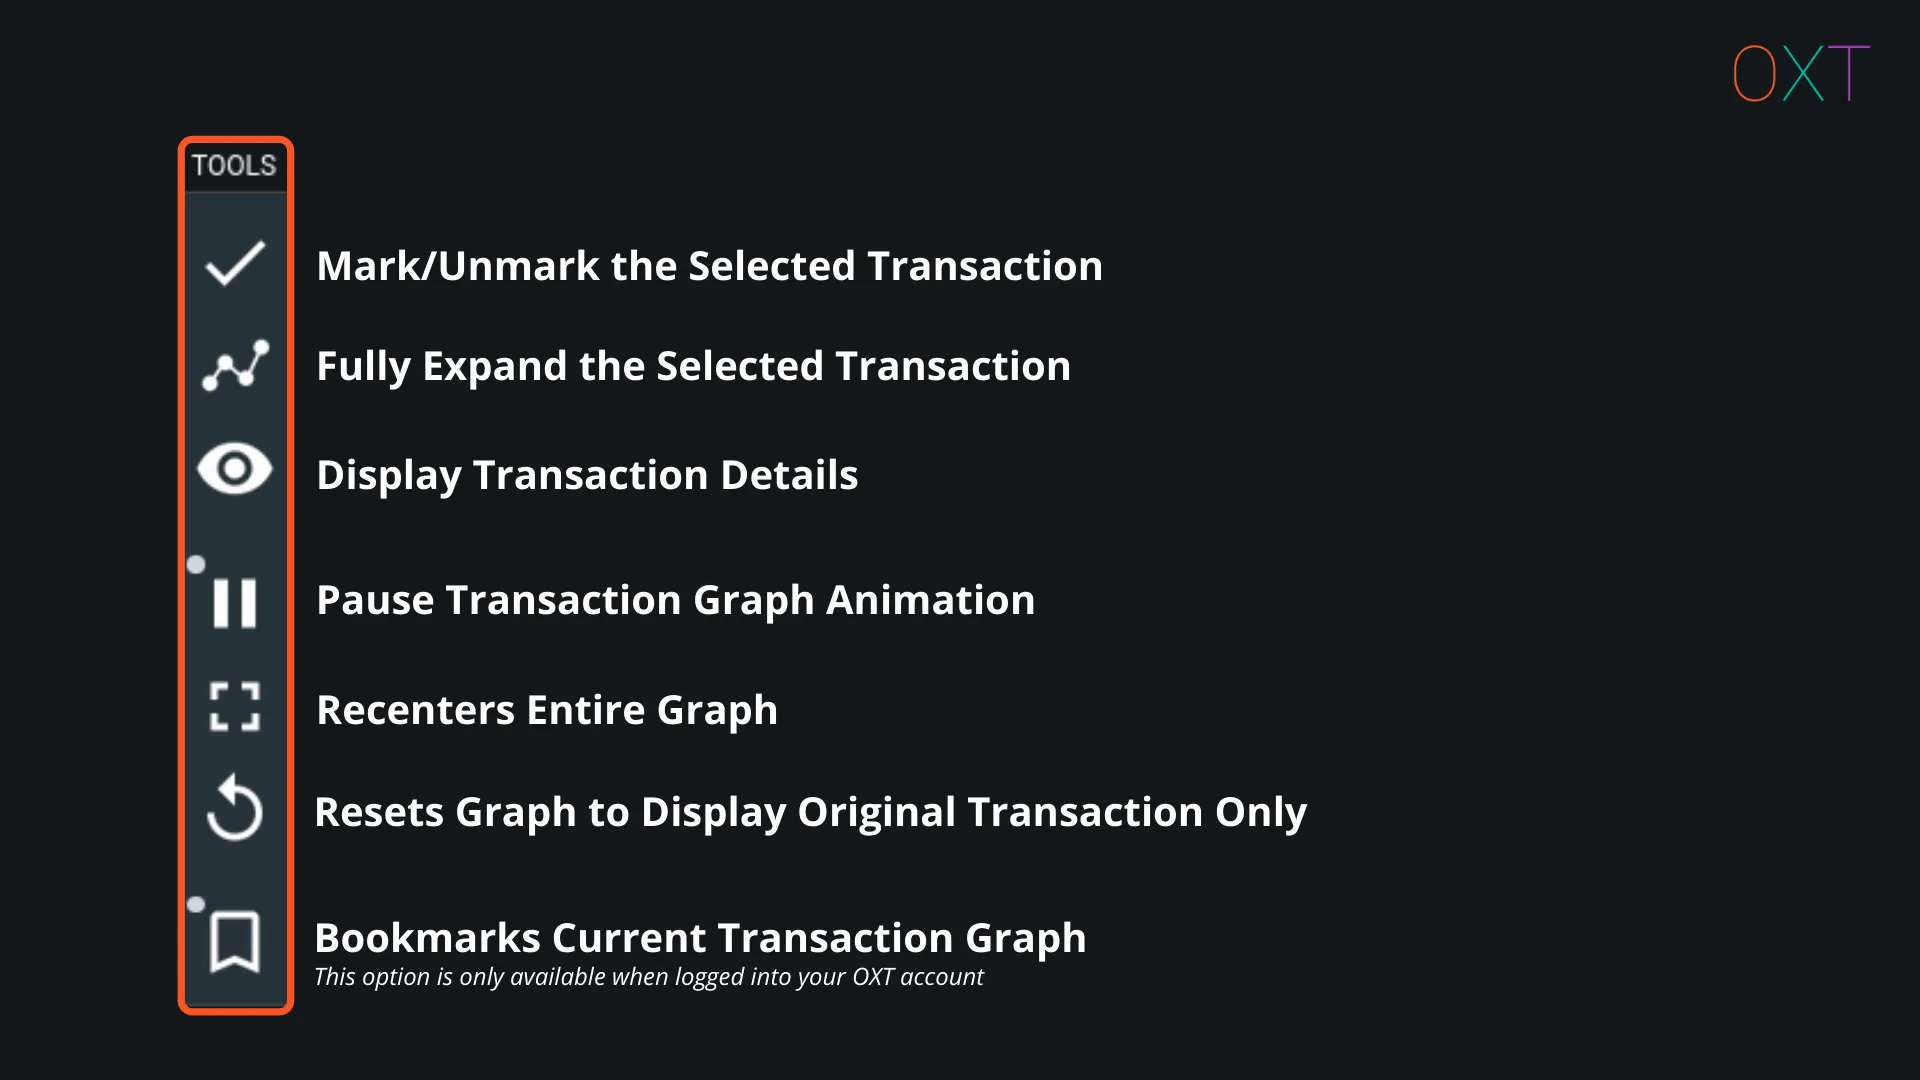 OXT
TOOLS
Mark/Unmark the Selected Transaction
Fully Expand the Selected Transaction
Display Transaction Details
Pause Transaction Graph Animation
Recenters Entire Graph
Resets Graph to Display Original Transaction Only
Bookmarks Current Transaction Graph
This option is only available when logged into your OXT account